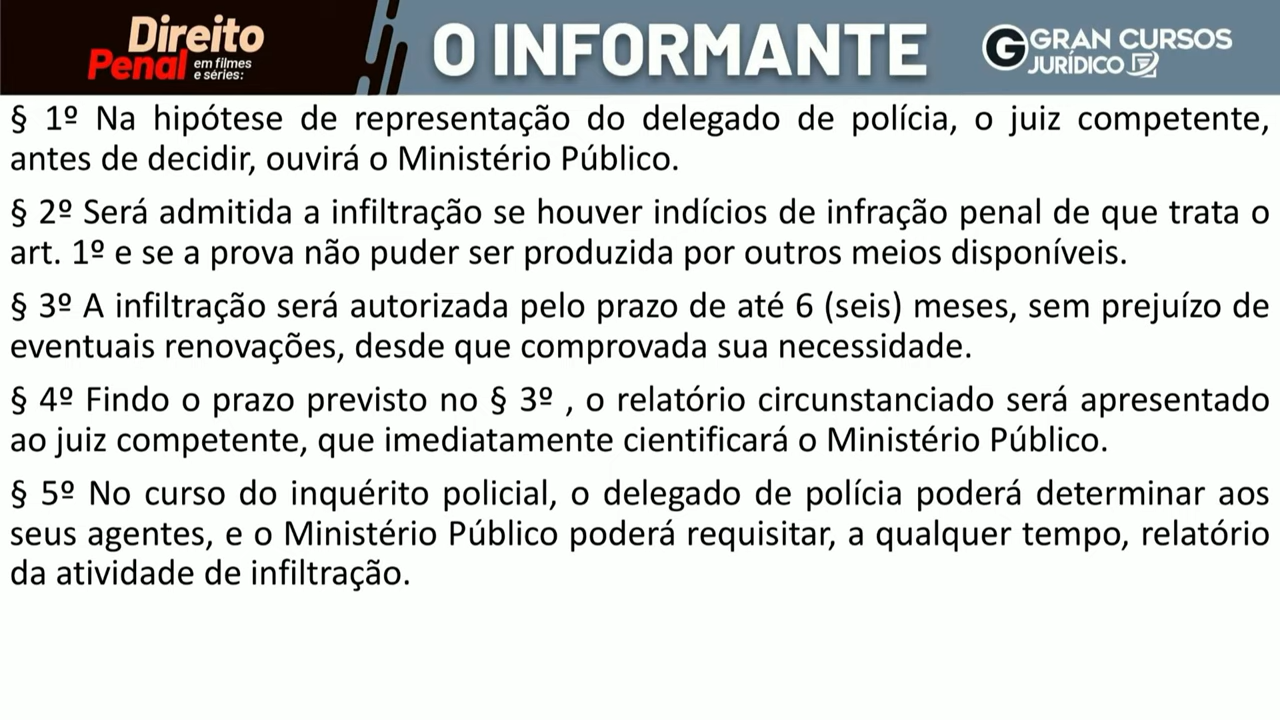 Direito
Penal em filmes
e séries:
O INFORMANTE
G GRAN CURSOS
JURÍDICO
§ 1º Na hipótese de representação do delegado de polícia, o juiz competente,
antes de decidir, ouvirá o Ministério Público.
§ 2º Será admitida a infiltração se houver indícios de infração penal de que trata o
art. 1º e se a prova não puder ser produzida por outros meios disponíveis.
§ 3º A infiltração será autorizada pelo prazo de até 6 (seis) meses, sem prejuízo de
eventuais renovações, desde que comprovada sua necessidade.
§ 4º Findo o prazo previsto no § 3º , o relatório circunstanciado será apresentado
ao juiz competente, que imediatamente cientificará o Ministério Público.
§ 5º No curso do inquérito policial, o delegado de polícia poderá determinar aos
seus agentes, e o Ministério Público poderá requisitar, a qualquer tempo, relatório
da atividade de infiltração.